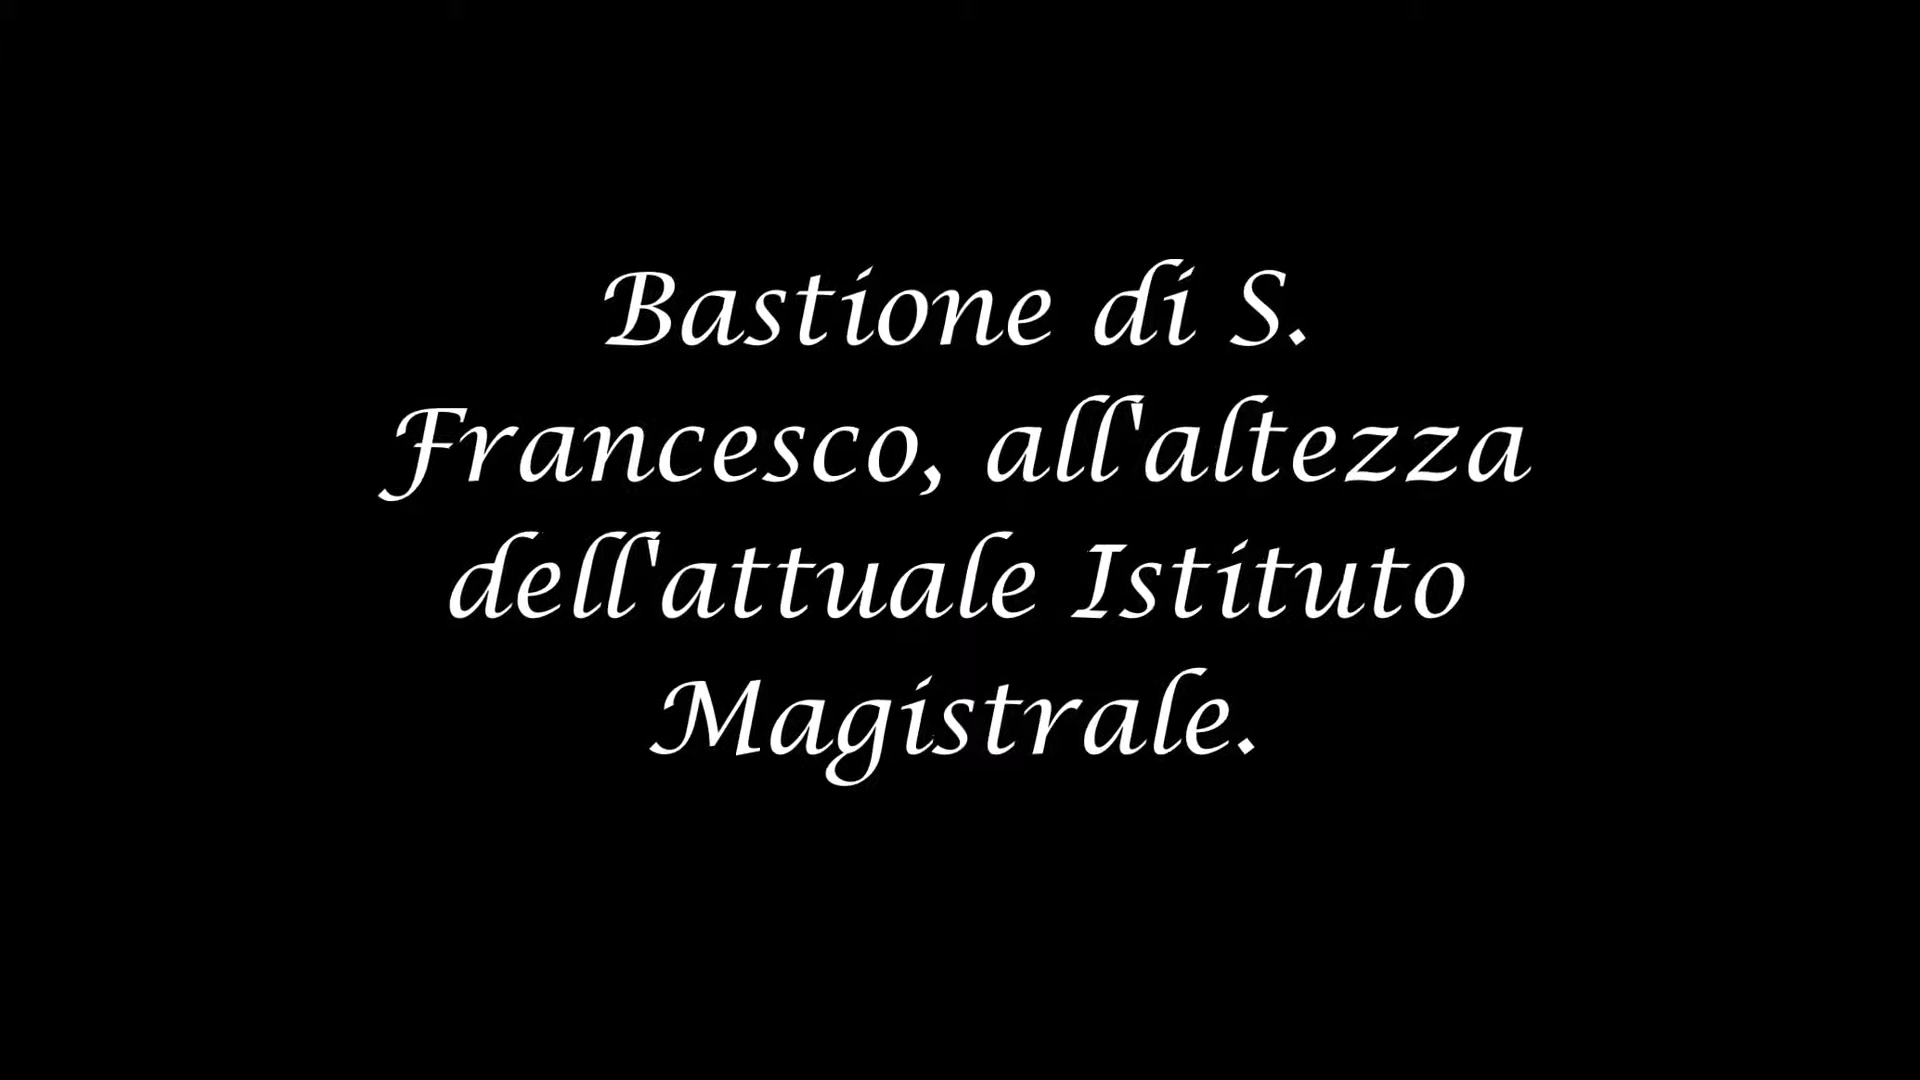 Bastione di S.
Francesco, all'altezza
dell'attuale Istituto
Magistrale.